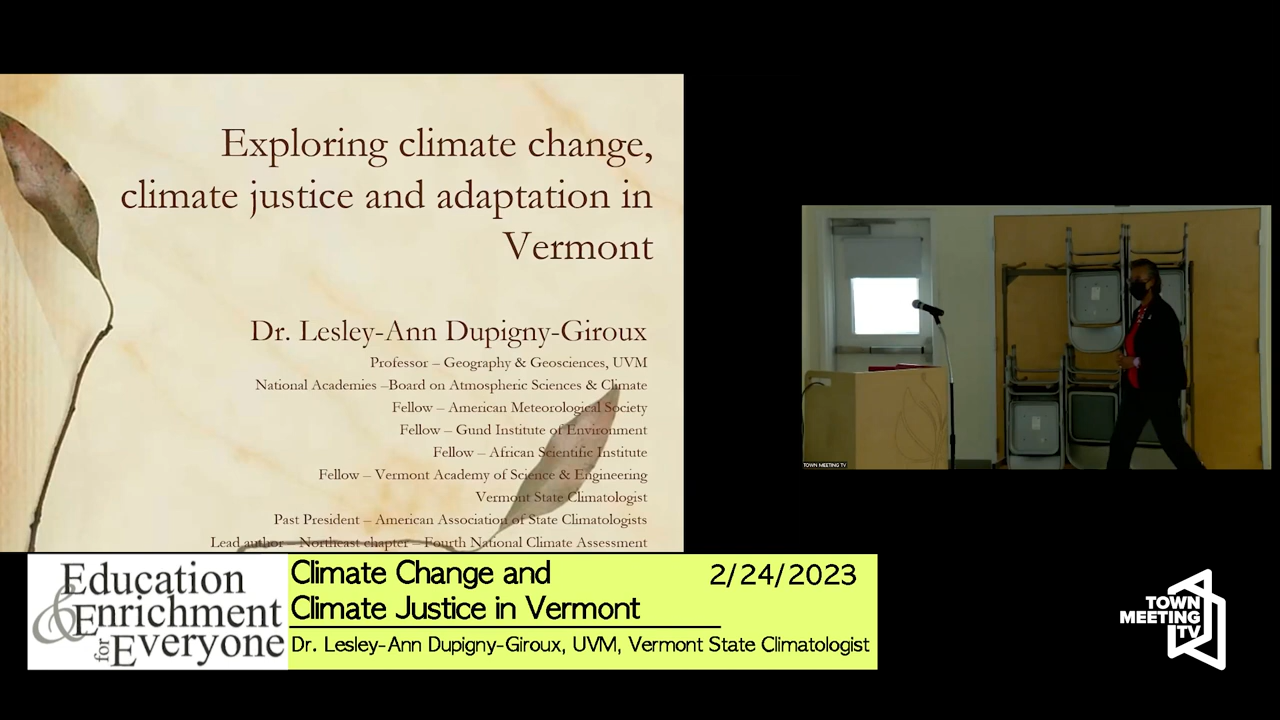 Exploring climate change,
climate justice and adaptation in
Vermont
Dr. Lesley-Ann Dupigny-Giroux
Professor – Geography & Geosciences, UVM
National Academies –Board on Atmospheric Sciences & Climate
Fellow – American Meteorological Society
Fellow – Gund Institute of Environment
Fellow – African Scientific Institute
Fellow – Vermont Academy of Science & Engineering
Vermont State Climatologist
Past President – American Association of State Climatologists
Lead author – Northeast chapter – Fourth National Climate Assessment
TOWN MEETING TV
Education
& Enrichment
for Everyone
Climate Change and
2/24/2023
Climate Justice in Vermont
Dr. Lesley-Ann Dupigny-Giroux, UVM, Vermont State Climatologist
TOWN
MEETING
TV